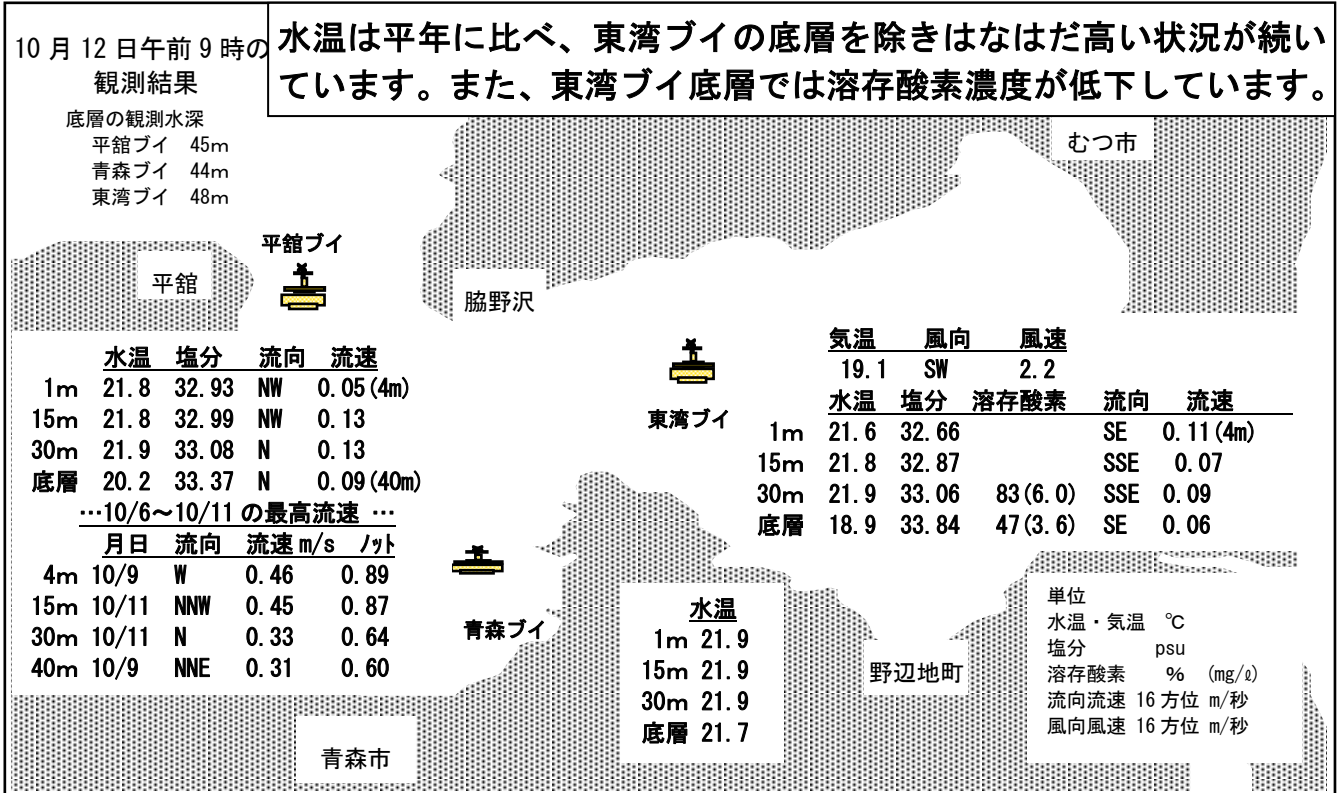 10月12日午前9時の
観測結果
水温は平年に比べ、東湾ブイの底層を除きはなはだ高い状況が続い
ています。また、東湾ブイ底層では溶存酸素濃度が低下しています。
底層の観測水深
平舘ブイ 45m
青森ブイ 44m
東湾ブイ 48m
むつ市
平舘ブイ
平舘
脇野沢
水温 塩分 流向 流速
1m 21.8 32.93 NW 0.05(4m)
15m 21.8 32.99 NW 0.13
30m 21.9 33.08 N 0.13
底層 20.2 33.37 N 0.09(40m)
…10/6~10/11の最高流速…
月日 流向 流速m/s ノット
4m 10/9 W 0.46 0.89
15m 10/11 NNW 0.45 0.87
30m 10/11 N 0.33 0.64
40m 10/9 NNE 0.31 0.60
東湾ブイ
気温 風向 風速
19.1 SW 2.2
水温 塩分 溶存酸素 流向 流速
1m 21.6 32.66 SE 0.11(4m)
15m 21.8 32.87 SSE 0.07
30m 21.9 33.06 83(6.0) SSE 0.09
底層 18.9 33.84 47(3.6) SE 0.06
青森ブイ
水温
1m 21.9
15m 21.9
30m 21.9
底層 21.7
野辺地町
青森市
単位
水温・気温 ℃
塩分 psu
溶存酸素 % (mg/ℓ)
流向流速 16方位 m/秒
風向風速 16方位 m/秒